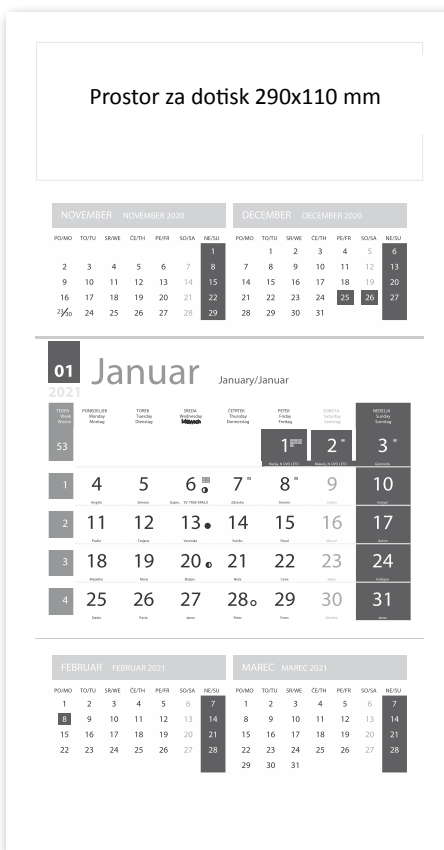 Prostor za dotisk 290x110 mm
NOVEMBER NOVEMBER 2020
PO/MO TO/TU SR/WE ČE/TH PE/FR SO/SA NE/SU
1
2 3 4 5 6 7 8
9 10 11 12 13 14 15
16 17 18 19 20 21 22
23/30 24 25 26 27 28 29
DECEMBER DECEMBER 2020
PO/MO TO/TU SR/WE ČE/TH PE/FR SO/SA NE/SU
1 2 3 4 5 6
7 8 9 10 11 12 13
14 15 16 17 18 19 20
21 22 23 24 25 26 27
28 29 30 31
01
2021
Januar January/Januar
TEDEN PONEDELJEK TOREK SREDA ČETRTEK PETEK SOBOTA NEDELJA
Week Monday Tuesday Wednesday Thursday Friday Saturday Sunday
Woche Montag Dienstag Mittwoch Donnerstag Freitag Samstag Sonntag
53 1 2 3
1 4 5 6 7 8 9 10
2 11 12 13 14 15 16 17
3 18 19 20 21 22 23 24
4 25 26 27 28 29 30 31
FEBRUAR FEBRUAR 2021
PO/MO TO/TU SR/WE ČE/TH PE/FR SO/SA NE/SU
1 2 3 4 5 6 7
8 9 10 11 12 13 14
15 16 17 18 19 20 21
22 23 24 25 26 27 28
MAREC MAREC 2021
PO/MO TO/TU SR/WE ČE/TH PE/FR SO/SA NE/SU
1 2 3 4 5 6 7
8 9 10 11 12 13 14
15 16 17 18 19 20 21
22 23 24 25 26 27 28
29 30 31